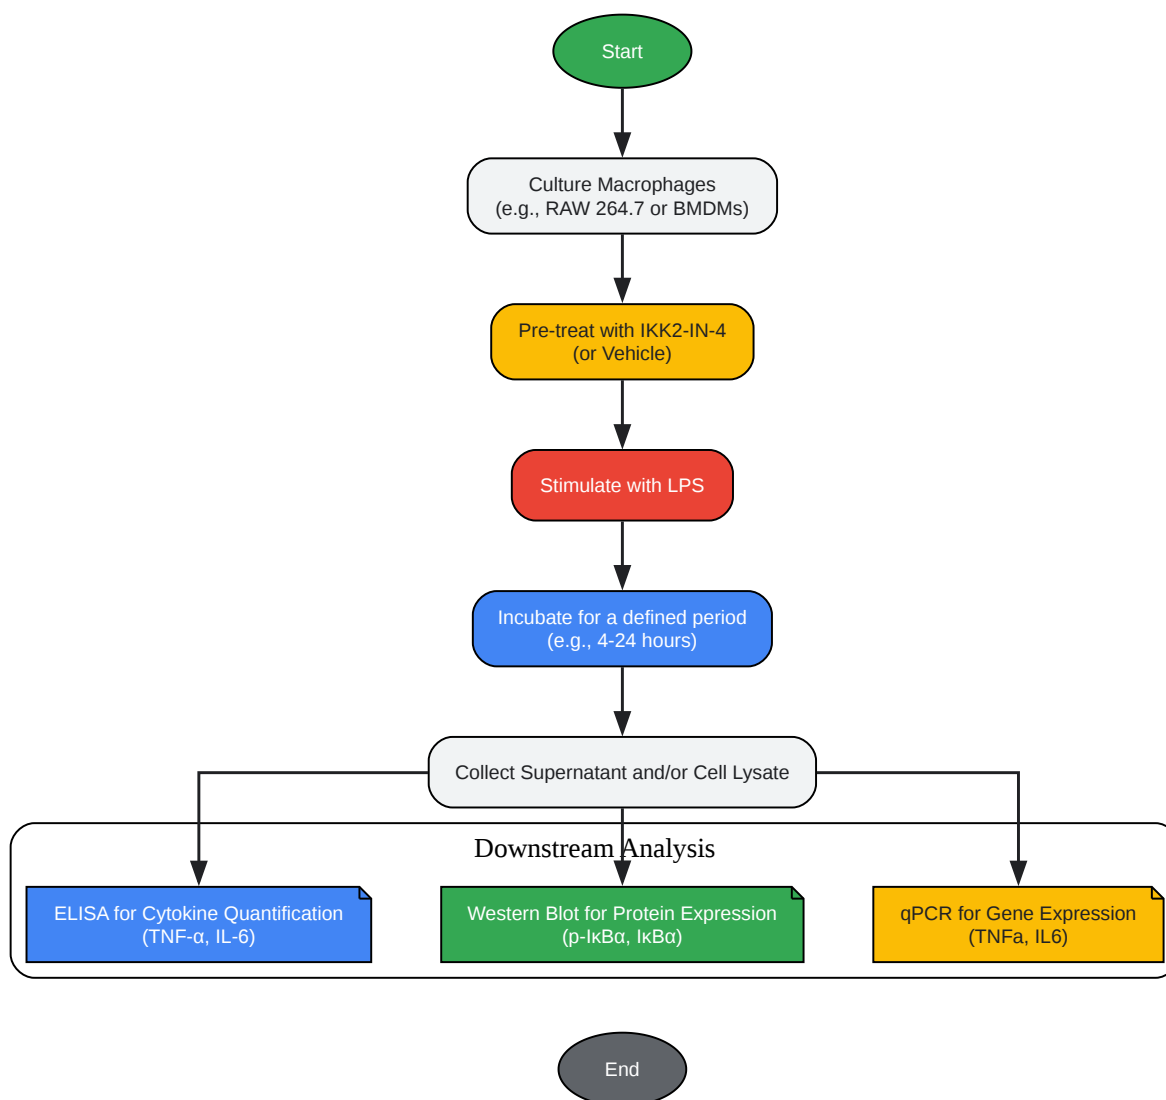 Start
Culture Macrophages
(e.g., RAW 264.7 or BMDMs)
Pre-treat with IKK2-IN-4
(or Vehicle)
Stimulate with LPS
Incubate for a defined period
(e.g., 4-24 hours)
Collect Supernatant and/or Cell Lysate
Downstream Analysis
ELISA for Cytokine Quantification
(TNF-α, IL-6)
Western Blot for Protein Expression
(p-IκBα, IκBα)
qPCR for Gene Expression
(TNFa, IL6)
End